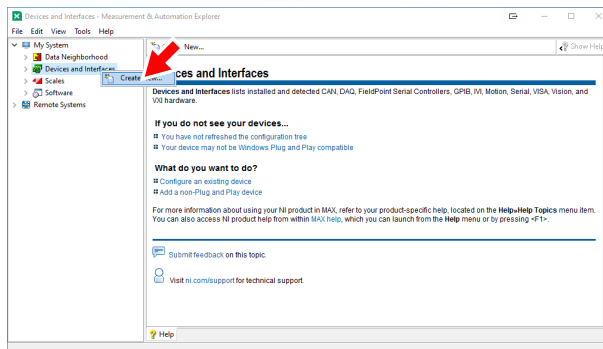 Devices and Interfaces - Measurement & Automation Explorer
File Edit View Tools Help
My System
Data Neighborhood
Devices and Interfaces
Scales
Software
Remote Systems
Create
New...
Show Help
ces and Interfaces
Devices and Interfaces lists installed and detected CAN, DAQ, FieldPoint Serial Controllers, GPIB, IVI, Motion, Serial, VISA, Vision, and
VXI hardware.
If you do not see your devices...
You have not refreshed the configuration tree
Your device may not be Windows Plug and Play compatible
What do you want to do?
Configure an existing device
Add a non-Plug and Play device
For more information about using your NI product in MAX, refer to your product-specific help, located on the Help»Help Topics menu item.
You can also access NI product help from within MAX help, which you can launch from the Help menu or by pressing <F1>.
Submit feedback on this topic.
Visit ni.com/support for technical support.
Help